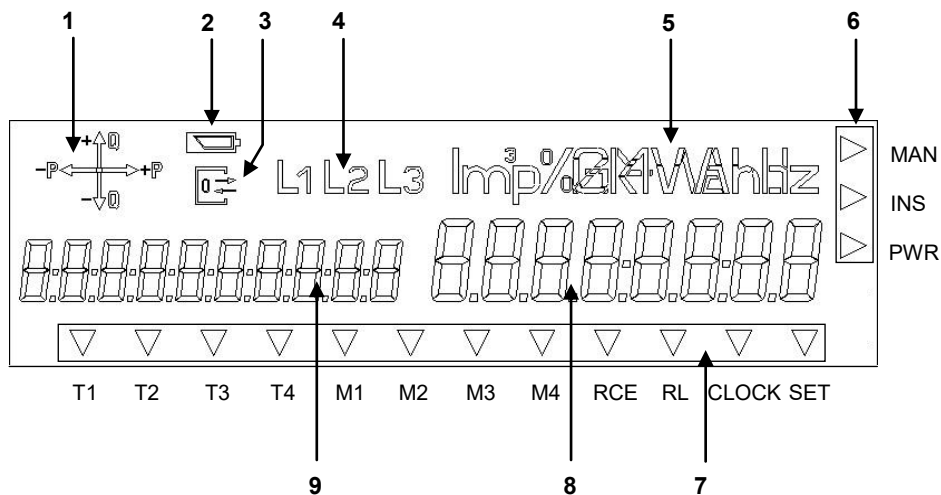 1 2 3 4 5 6
+ Q
-P +P
- Q
L1 L2 L3
MAN
INS
PWR
T1 T2 T3 T4 M1 M2 M3 M4 RCE RL CLOCK SET
9 8 7